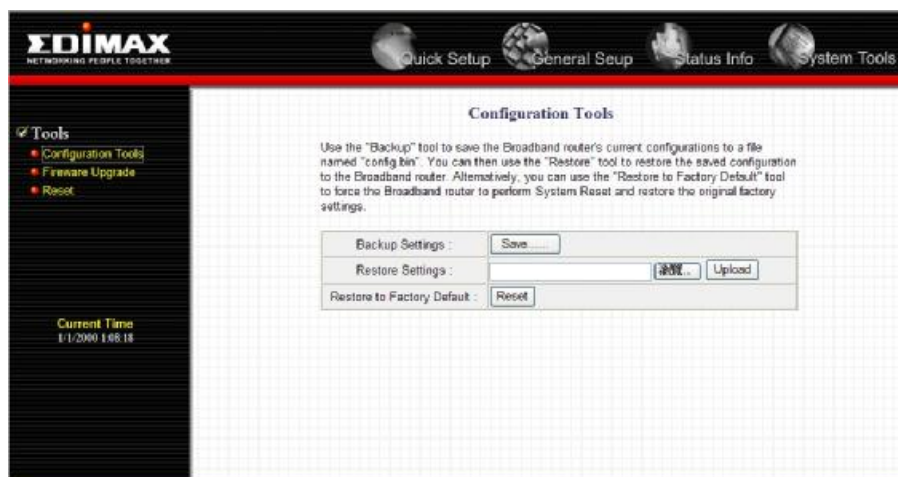 EDIMAX
NETWORKING PEOPLE TOGETHER
Quick Setup
General Seup
Status Info
System Tools
Tools
Configuration Tools
Firmware Upgrade
Reset
Current Time
1/1/2000 1:08:18
Configuration Tools
Use the "Backup" tool to save the Broadband router's current configurations to a file
named "config.bin". You can then use the "Restore" tool to restore the saved configuration
to the Broadband router. Alternatively, you can use the "Restore to Factory Default" tool
to force the Broadband router to perform System Reset and restore the original factory
settings.
Backup Settings :
Save......
Restore Settings :
Upload
Restore to Factory Default :
Reset